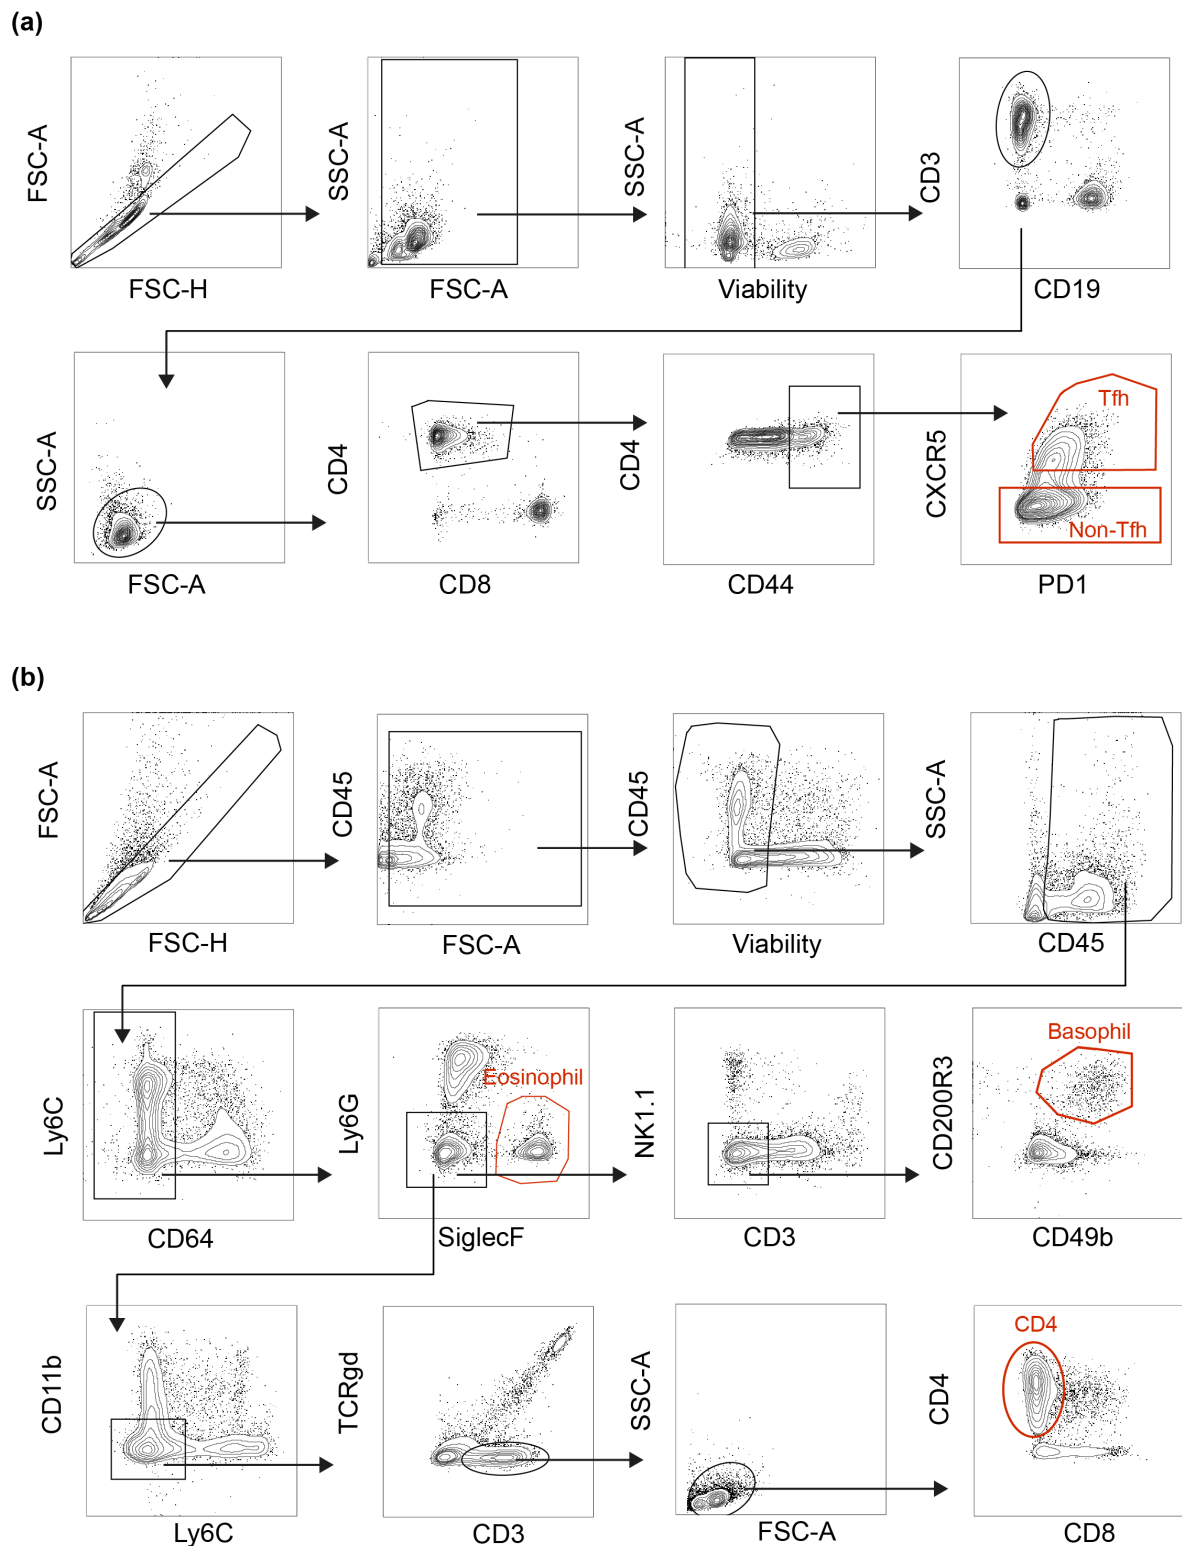 (a)
FSC-A
FSC-H
SSC-A
FSC-A
SSC-A
Viability
CD3
CD19
SSC-A
FSC-A
CD4
CD8
CD4
CD44
CXCR5
Tfh
Non-Tfh
PD1
(b)
FSC-A
FSC-H
CD45
FSC-A
CD45
Viability
SSC-A
CD45
Ly6C
CD64
Ly6G
Eosinophil
SiglecF
NK1.1
CD3
CD200R3
Basophil
CD49b
CD11b
Ly6C
TCRgd
CD3
SSC-A
FSC-A
CD4
CD4
CD8